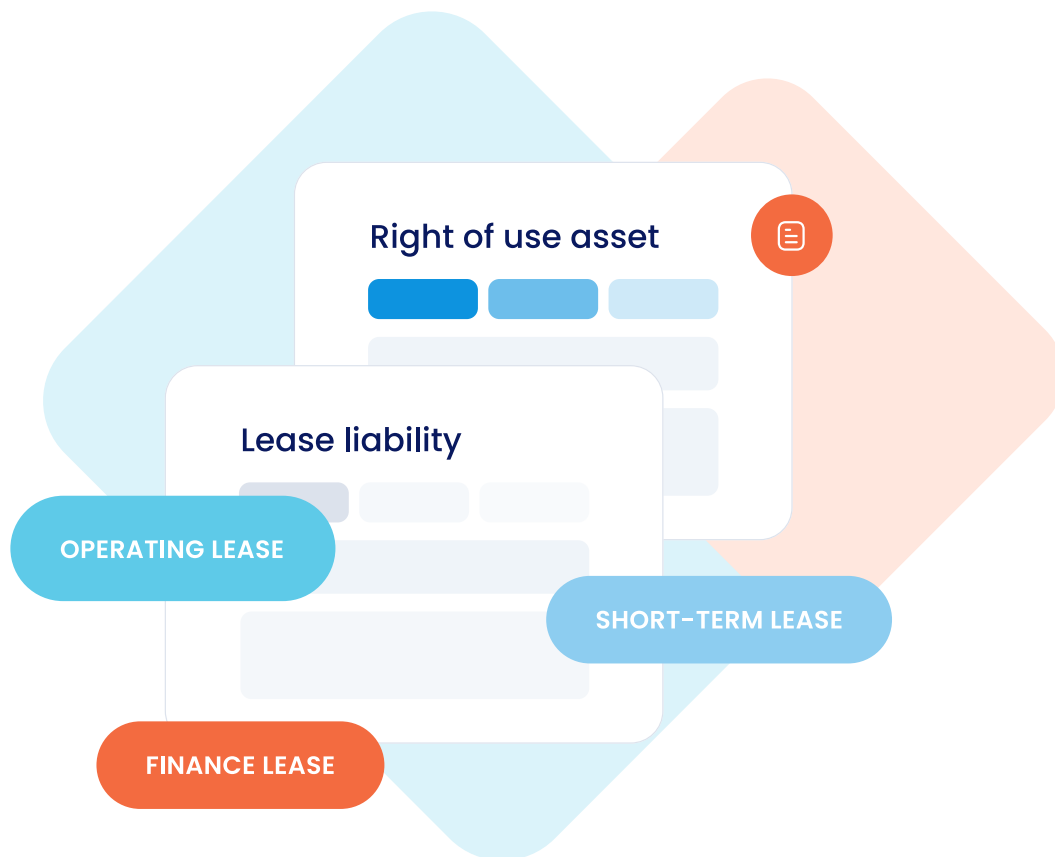 Right of use asset
Lease liability
OPERATING LEASE
SHORT-TERM LEASE
FINANCE LEASE